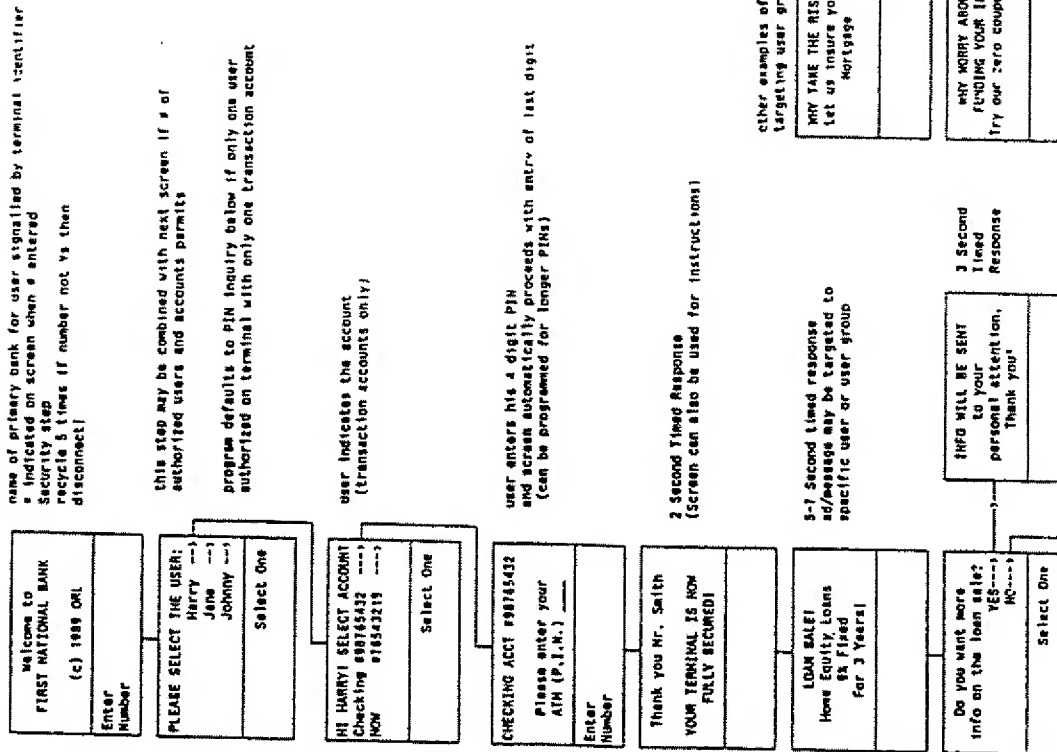 Welcome to
FIRST NATIONAL BANK
(c) 1989 ORL
Enter
Number
name of primary bank for user signalled by terminal identifier
# indicated on screen when # entered
Security step
recycle 5 times if number not Ys then
disconnect!
PLEASE SELECT THE USER:
Harry -->
Jane -->
Johnny -->
Select One
this step may be combined with next screen if # of
authorized users and accounts permits
program defaults to PIN inquiry below if only one user
authorized on terminal with only one transaction account
HI HARRY! SELECT ACCOUNT
Checking #98765432 --->
NOW #16543219 --->
Select One
user indicates the account
(transaction accounts only)
CHECKING ACCT #98765432
Please enter your
ATM (P.I.N.) ____
Enter
Number
user enters his 4 digit PIN
and screen automatically proceeds with entry of last digit
(can be programmed for longer PINs)
Thank you Mr. Smith
YOUR TERMINAL IS NOW
FULLY SECURED!
2 Second Timed Response
(Screen can also be used for instructions)
LOAN SALE!
Home Equity Loans
9% Fixed
For 3 Years!
5-7 Second timed response
ad/message may be targeted to
specific user or user group
Do you want more
info on the loan sale?
YES--->
NO--->
Select One
INFO WILL BE SENT
to your
personal attention,
Thank you!
3 Second
Timed
Response
other examples of
targeting user gr
WHY TAKE THE RIS
Let us insure yo
Mortgage
WHY WORRY ABO
FUNDING YOUR I
Try our zero coupo